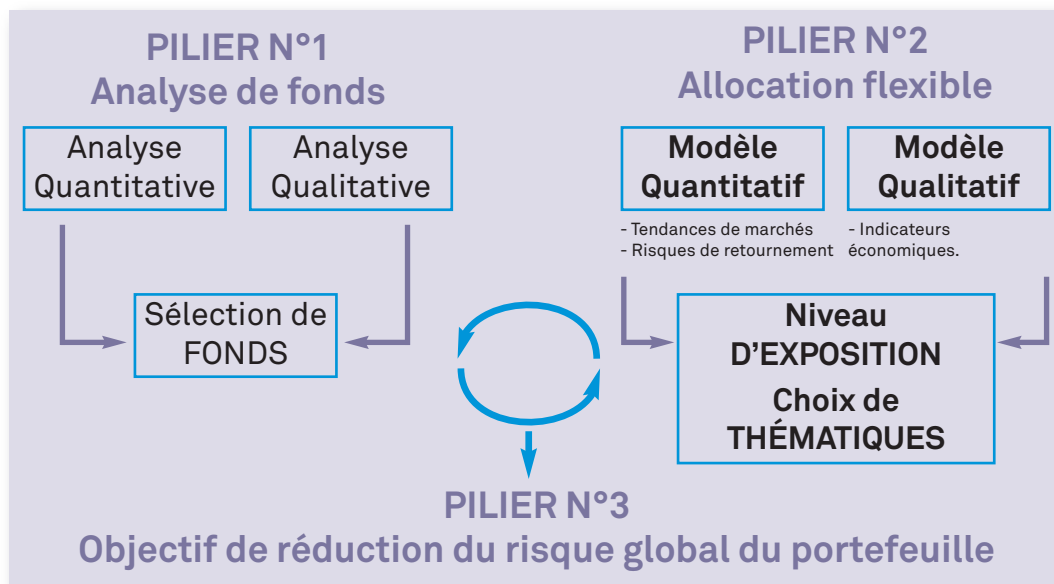 PILIER N°1
Analyse de fonds
Analyse
Quantitative
Analyse
Qualitative
Sélection de
FONDS
PILIER N°2
Allocation flexible
Modèle
Quantitatif
- Tendances de marchés
- Risques de retournement
Modèle
Qualitatif
- Indicateurs
économiques.
Niveau
D'EXPOSITION
Choix de
THÉMATIQUES
PILIER N°3
Objectif de réduction du risque global du portefeuille